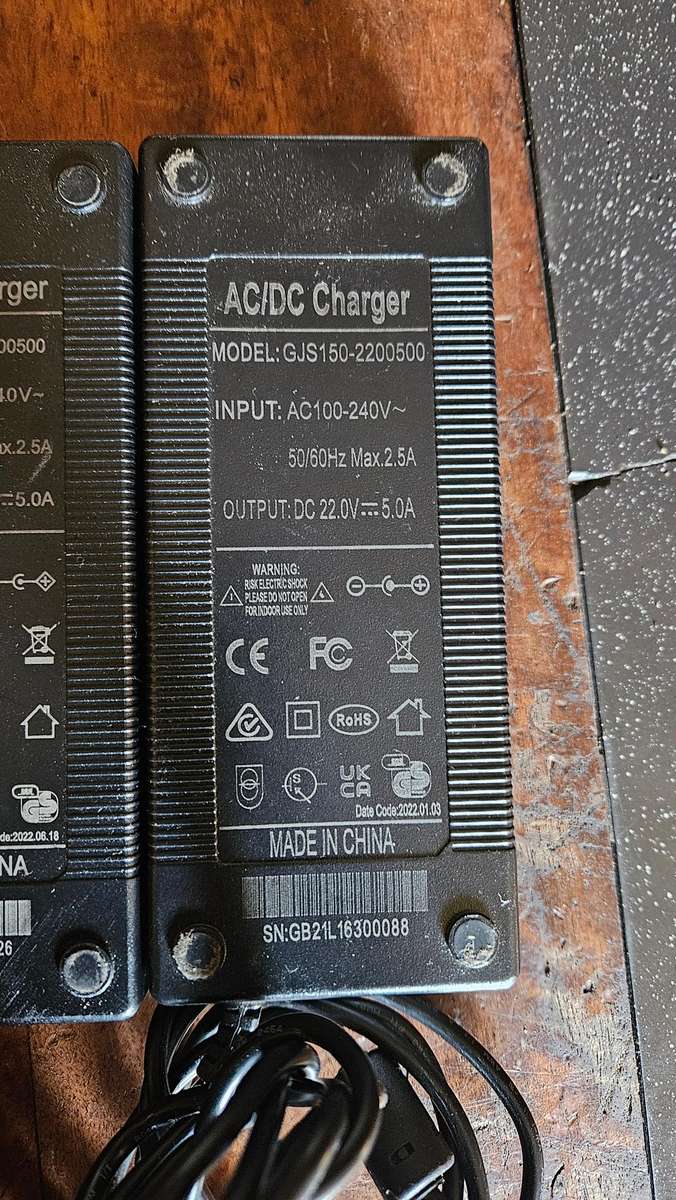 rger
00500
40V~
ax.2.5A
5.0A
de:2022.06.18
NA
26
AC/DC Charger
MODEL: GJS150-2200500
INPUT: AC100-240V~
50/60Hz Max.2.5A
OUTPUT: DC 22.0V⎓5.0A
WARNING:
RISK ELECTRIC SHOCK
PLEASE DO NOT OPEN
FOR INDOOR USE ONLY
CE FC
RoHS
S UK CA GS
Date Code:2022.01.03
MADE IN CHINA
SN:GB21L16300088